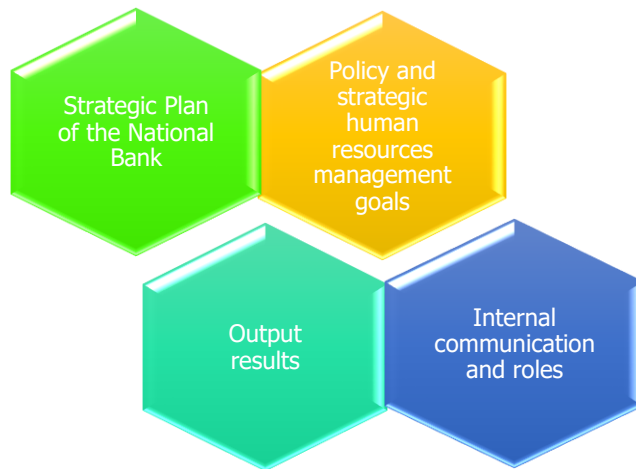 Strategic Plan
of the National
Bank
Policy and
strategic
human
resources
management
goals
Output
results
Internal
communication
and roles